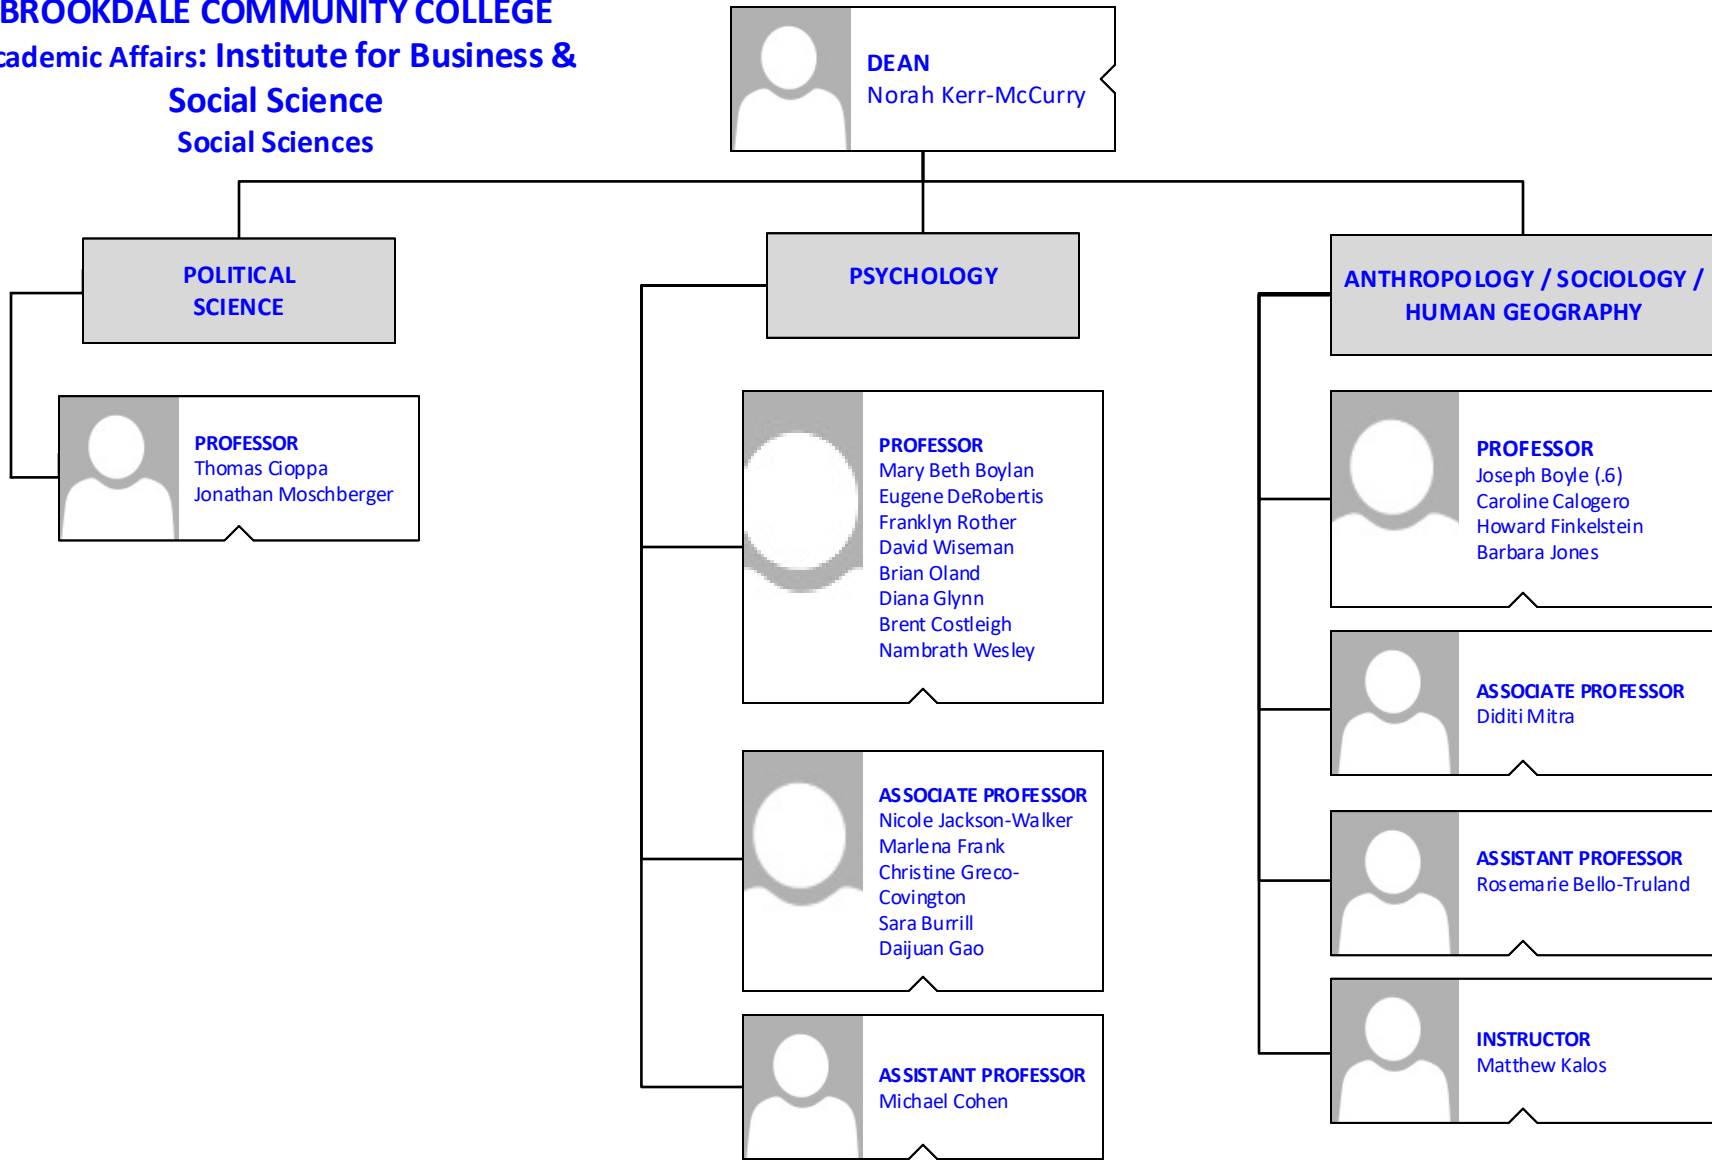 BROOKDALE COMMUNITY COLLEGE
cademic Affairs: Institute for Business &
Social Science
Social Sciences
DEAN
Norah Kerr-McCurry
POLITICAL
SCIENCE
PROFESSOR
Thomas Cioppa
Jonathan Moschberger
PSYCHOLOGY
PROFESSOR
Mary Beth Boylan
Eugene DeRobertis
Franklyn Rother
David Wiseman
Brian Oland
Diana Glynn
Brent Costleigh
Nambrath Wesley
ASSOCIATE PROFESSOR
Nicole Jackson-Walker
Marlena Frank
Christine Greco-
Covington
Sara Burrill
Daijuan Gao
ASSISTANT PROFESSOR
Michael Cohen
ANTHROPOLOGY / SOCIOLOGY /
HUMAN GEOGRAPHY
PROFESSOR
Joseph Boyle (.6)
Caroline Calogero
Howard Finkelstein
Barbara Jones
ASSOCIATE PROFESSOR
Diditi Mitra
ASSISTANT PROFESSOR
Rosemarie Bello-Truland
INSTRUCTOR
Matthew Kalos